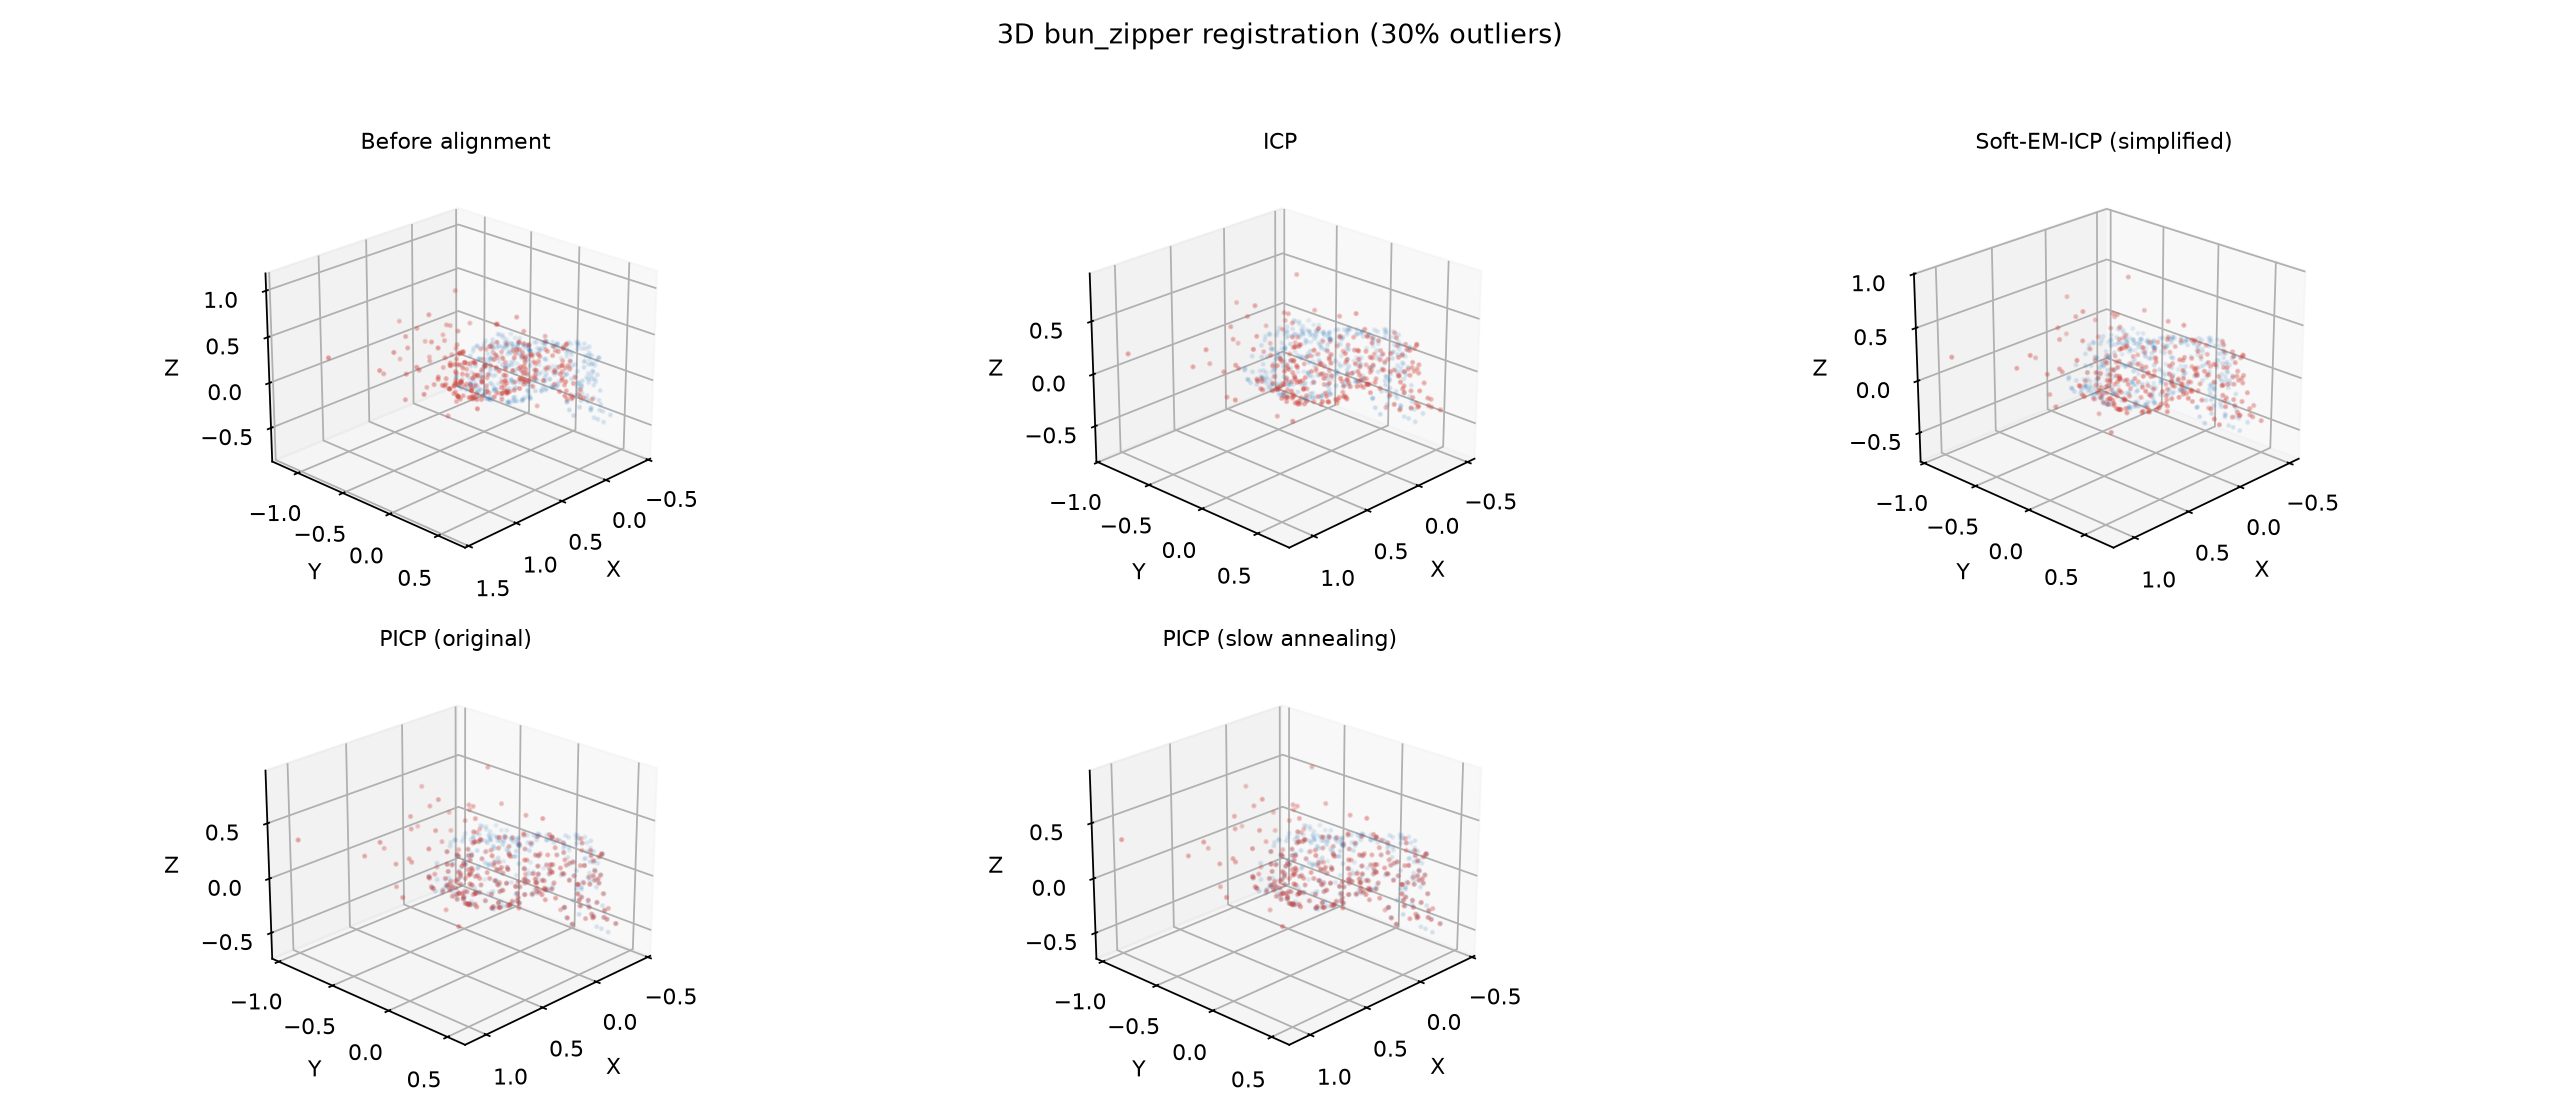 3D bun_zipper registration (30% outliers)
Before alignment
1.0
0.5
0.0
−0.5
Z
−1.0
−0.5
0.0
0.5
Y
−0.5
0.0
0.5
1.0
1.5
X
ICP
0.5
0.0
−0.5
Z
−1.0
−0.5
0.0
0.5
Y
−0.5
0.0
0.5
1.0
X
Soft-EM-ICP (simplified)
1.0
0.5
0.0
−0.5
Z
−1.0
−0.5
0.0
0.5
Y
−0.5
0.0
0.5
1.0
X
PICP (original)
0.5
0.0
−0.5
Z
−1.0
−0.5
0.0
0.5
Y
−0.5
0.0
0.5
1.0
X
PICP (slow annealing)
0.5
0.0
−0.5
Z
−1.0
−0.5
0.0
0.5
Y
−0.5
0.0
0.5
1.0
X